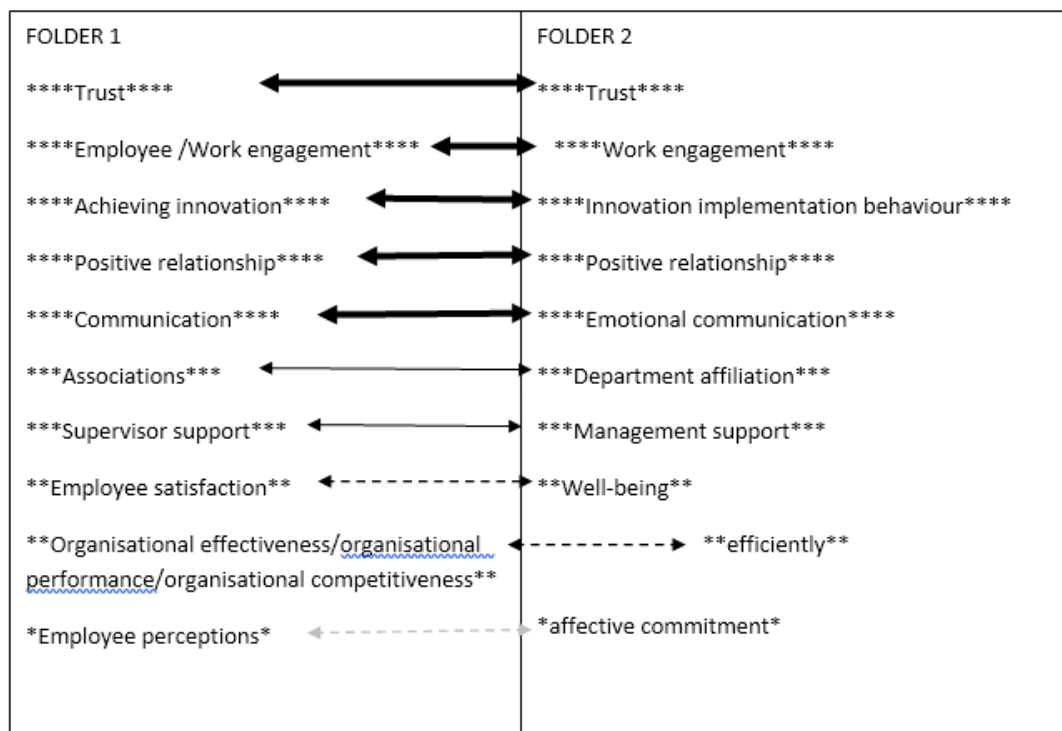 FOLDER 1
****Trust****
****Employee /Work engagement****
****Achieving innovation****
****Positive relationship****
****Communication****
***Associations***
***Supervisor support***
**Employee satisfaction**
**Organisational effectiveness/organisational
performance/organisational competitiveness**
*Employee perceptions*
FOLDER 2
****Trust****
****Work engagement****
****Innovation implementation behaviour****
****Positive relationship****
****Emotional communication****
***Department affiliation***
***Management support***
**Well-being**
**efficiently**
*affective commitment*